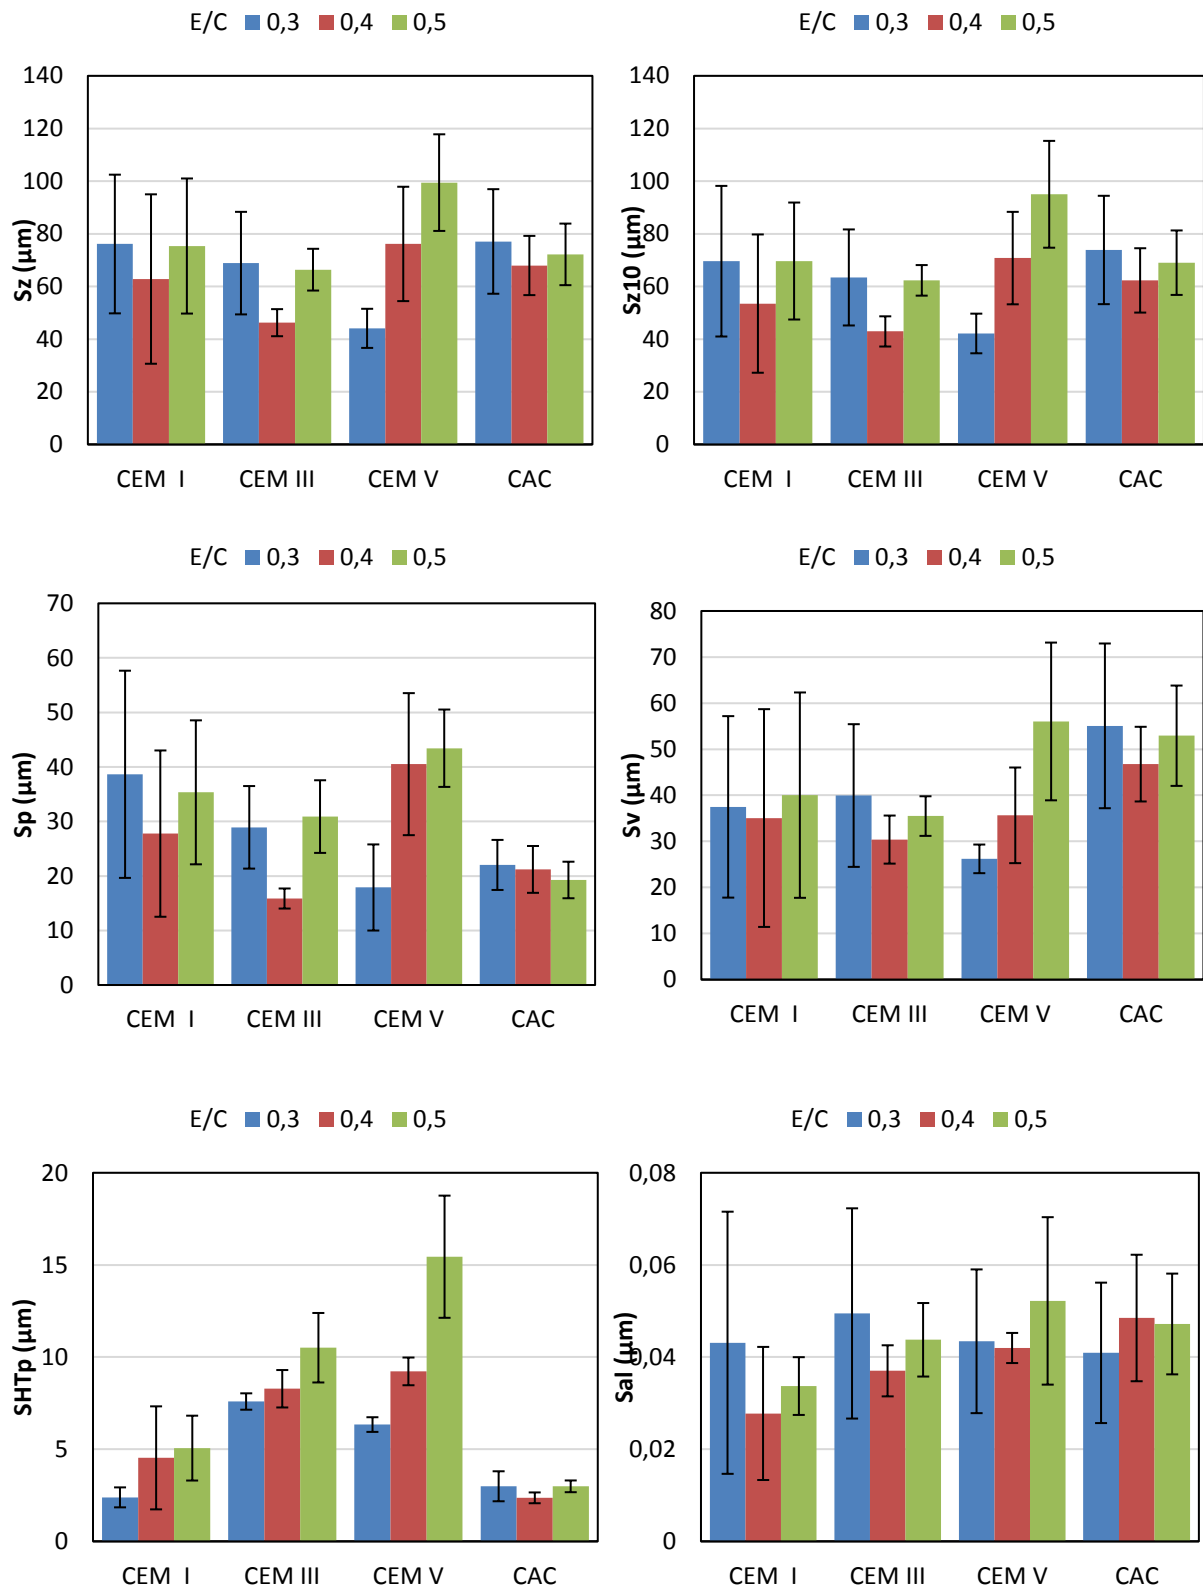 E/C 0,3 0,4 0,5
Sz (µm)
140
120
100
80
60
40
20
0
CEM I CEM III CEM V CAC
E/C 0,3 0,4 0,5
Sz10 (µm)
140
120
100
80
60
40
20
0
CEM I CEM III CEM V CAC
E/C 0,3 0,4 0,5
Sp (µm)
70
60
50
40
30
20
10
0
CEM I CEM III CEM V CAC
E/C 0,3 0,4 0,5
Sv (µm)
80
70
60
50
40
30
20
10
0
CEM I CEM III CEM V CAC
E/C 0,3 0,4 0,5
SHTp (µm)
20
15
10
5
0
CEM I CEM III CEM V CAC
E/C 0,3 0,4 0,5
Sal (µm)
0,08
0,06
0,04
0,02
0
CEM I CEM III CEM V CAC